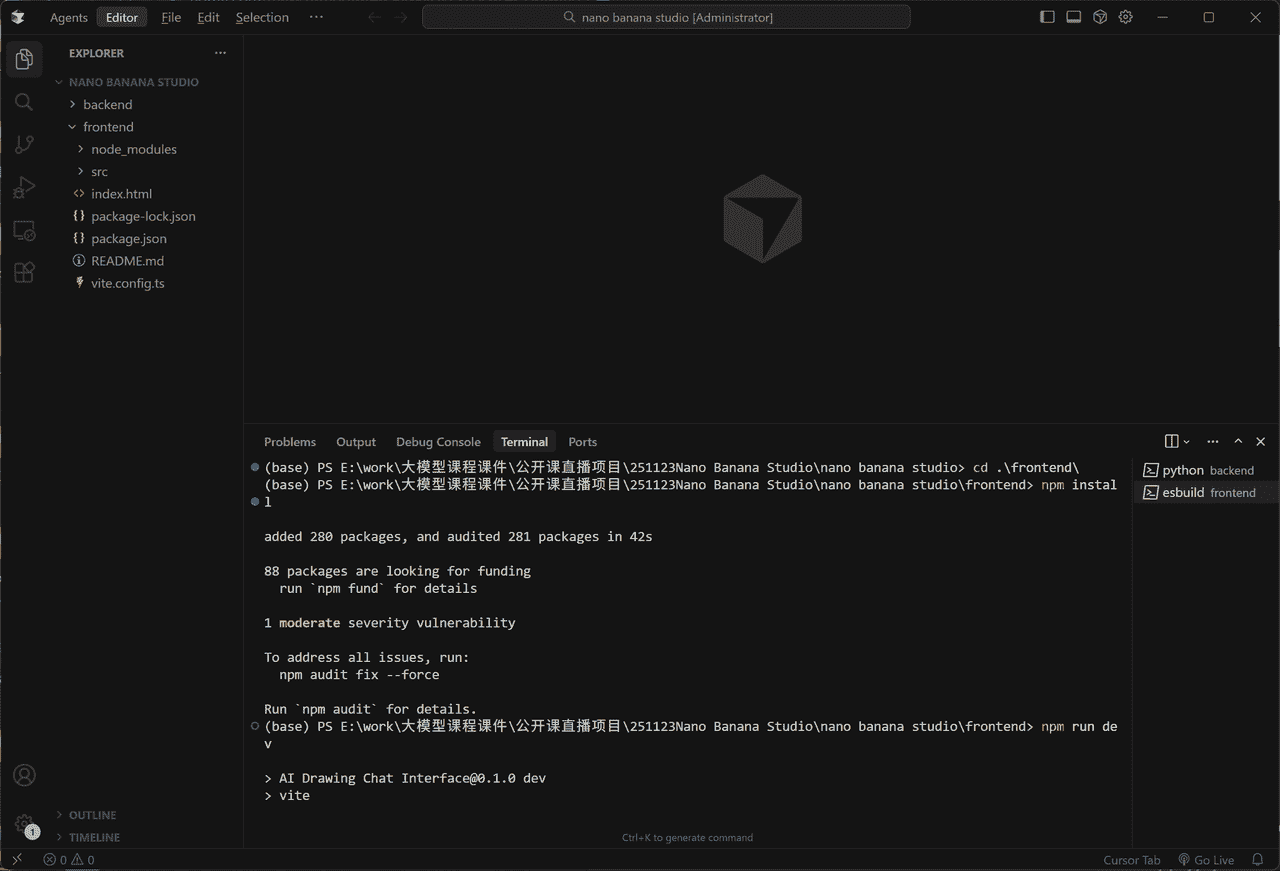 Agents Editor File Edit Selection ··· nano banana studio [Administrator]
EXPLORER ···
NANO BANANA STUDIO
backend
frontend
node_modules
src
index.html
package-lock.json
package.json
README.md
vite.config.ts
Problems Output Debug Console Terminal Ports
(base) PS E:\work\大模型课程课件\公开课直播项目\251123Nano Banana Studio\nano banana studio> cd .\frontend\
(base) PS E:\work\大模型课程课件\公开课直播项目\251123Nano Banana Studio\nano banana studio\frontend> npm instal
l
added 280 packages, and audited 281 packages in 42s
88 packages are looking for funding
run `npm fund` for details
1 moderate severity vulnerability
To address all issues, run:
npm audit fix --force
Run `npm audit` for details.
(base) PS E:\work\大模型课程课件\公开课直播项目\251123Nano Banana Studio\nano banana studio\frontend> npm run de
v
> AI Drawing Chat Interface@0.1.0 dev
> vite
Ctrl+K to generate command
python backend
esbuild frontend
1
OUTLINE
TIMELINE
0 0 Cursor Tab Go Live